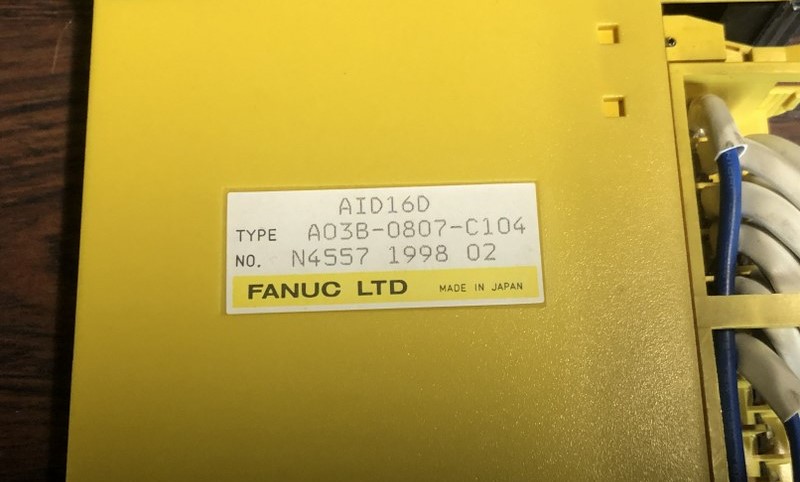 AID16D
TYPE A03B-0807-C104
NO. N4557 1998 02
FANUC LTD MADE IN JAPAN